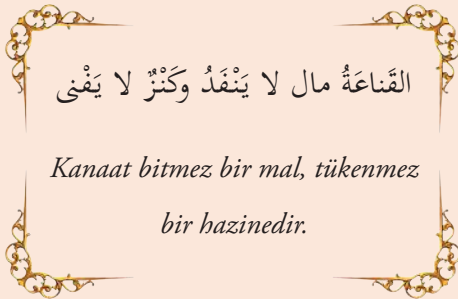 القَناعَةُ مال لا يَنْفَدُ وكَنْزٌ لا يَفْنى
Kanaat bitmez bir mal, tükenmez
bir hazinedir.